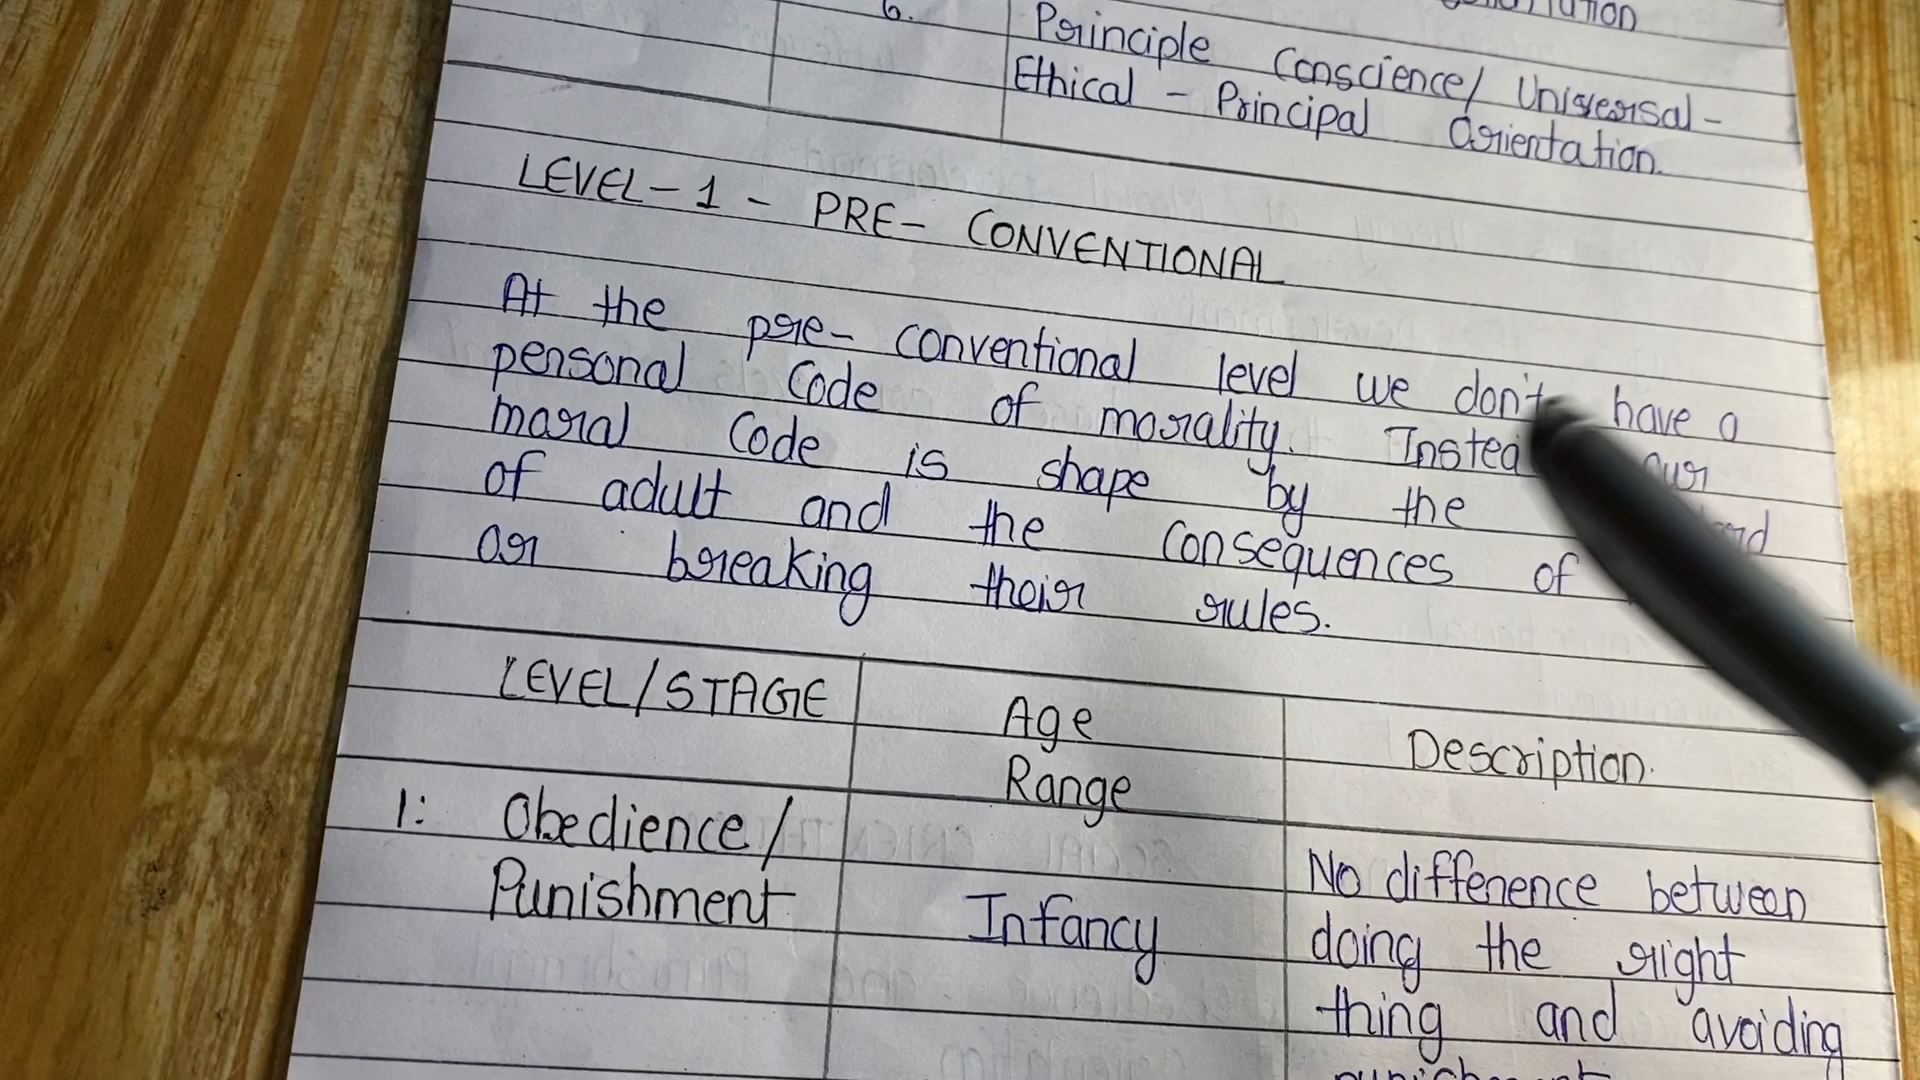 6.
Principle Conscience/ Universal-
Ethical - Principal Orientation.
LEVEL-1 - PRE- CONVENTIONAL
At the pre- conventional level we don't have a
personal Code of morality. Instea our
moral Code is shape by the
of adult and the Consequences of
or breaking their rules.
LEVEL/STAGE
Age
Range
Description.
1: Obedience/
Punishment
Infancy
No difference between
doing the right
thing and avoiding